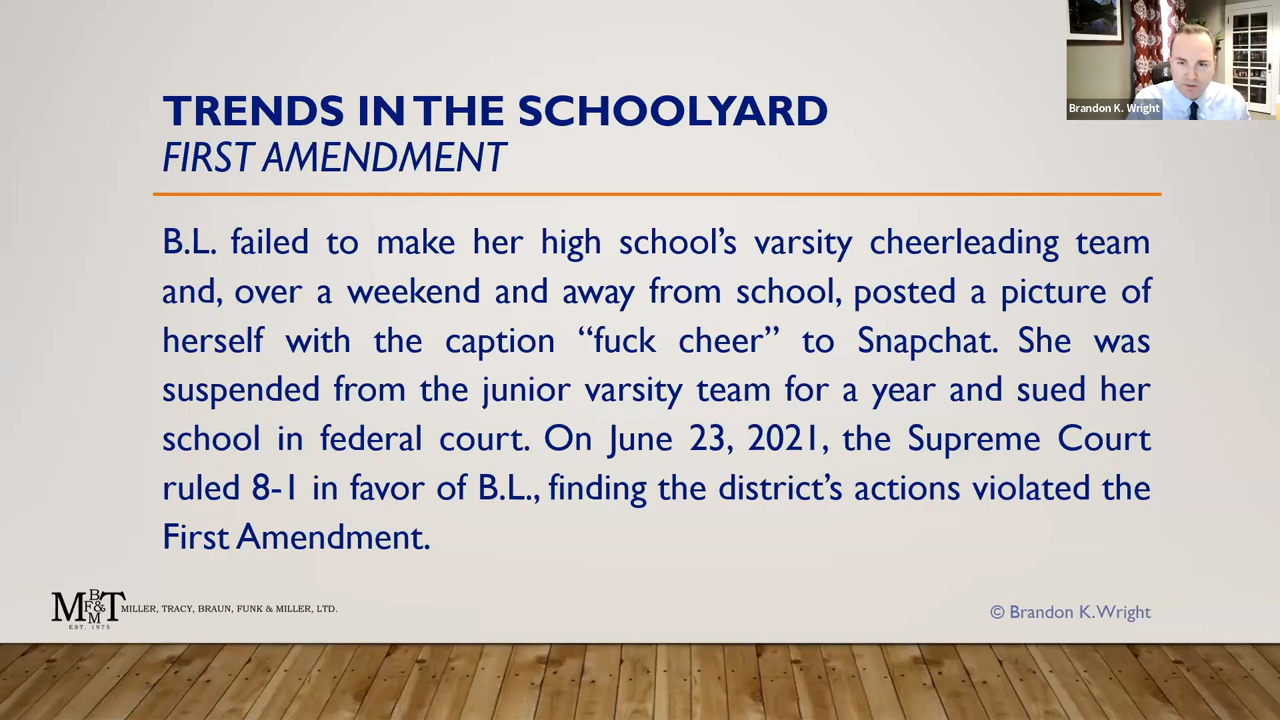 Brandon K. Wright
TRENDS IN THE SCHOOLYARD
FIRST AMENDMENT
B.L. failed to make her high school’s varsity cheerleading team
and, over a weekend and away from school, posted a picture of
herself with the caption “fuck cheer” to Snapchat. She was
suspended from the junior varsity team for a year and sued her
school in federal court. On June 23, 2021, the Supreme Court
ruled 8-1 in favor of B.L., finding the district’s actions violated the
First Amendment.
MBF&MT
MILLER, TRACY, BRAUN, FUNK & MILLER, LTD.
EST. 1975
© Brandon K. Wright